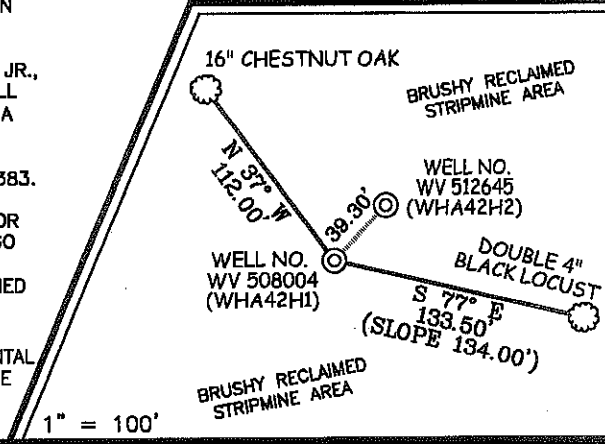 N
JR.,
LL
A
383.
OR
GO
NED
NTAL
E
16" CHESTNUT OAK
BRUSHY RECLAIMED
STRIPMINE AREA
N 37° W
112.00'
39.30'
WELL NO.
WV 512645
(WHA42H2)
WELL NO.
WV 508004
(WHA42H1)
DOUBLE 4"
BLACK LOCUST
S 77° E
133.50'
(SLOPE 134.00')
BRUSHY RECLAIMED
STRIPMINE AREA
1" = 100'